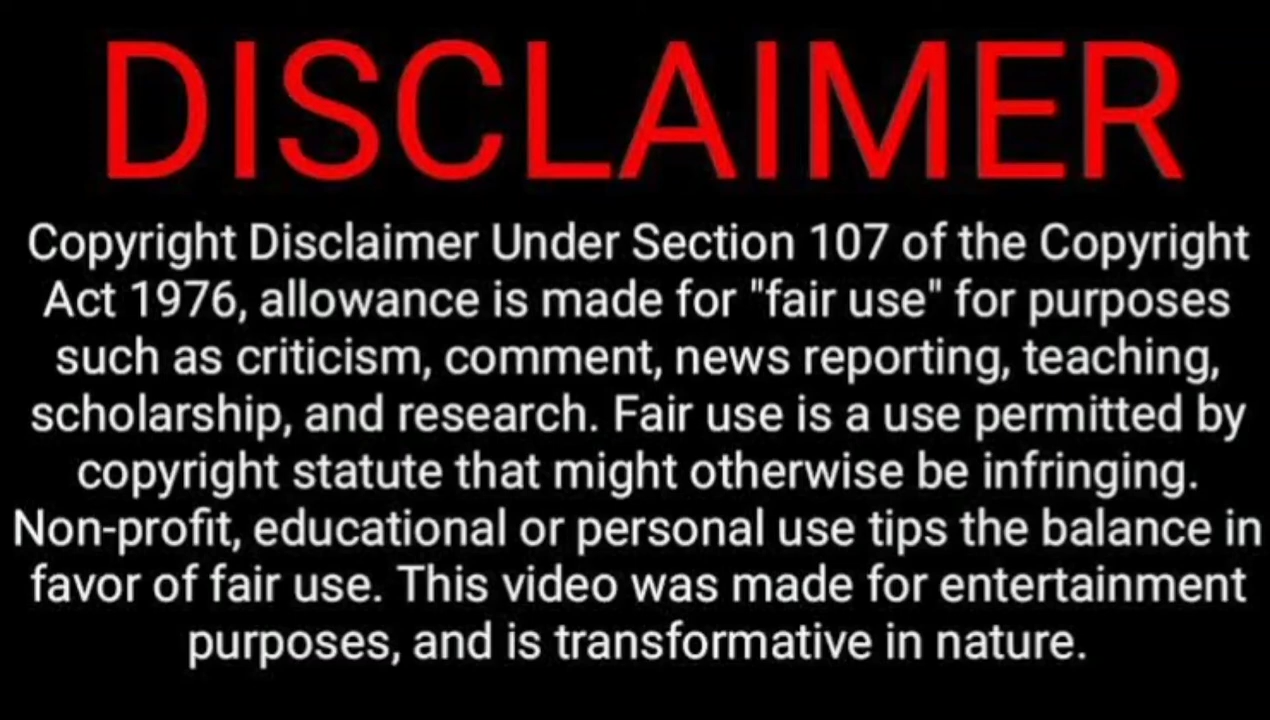 DISCLAIMER
Copyright Disclaimer Under Section 107 of the Copyright
Act 1976, allowance is made for "fair use" for purposes
such as criticism, comment, news reporting, teaching,
scholarship, and research. Fair use is a use permitted by
copyright statute that might otherwise be infringing.
Non-profit, educational or personal use tips the balance in
favor of fair use. This video was made for entertainment
purposes, and is transformative in nature.